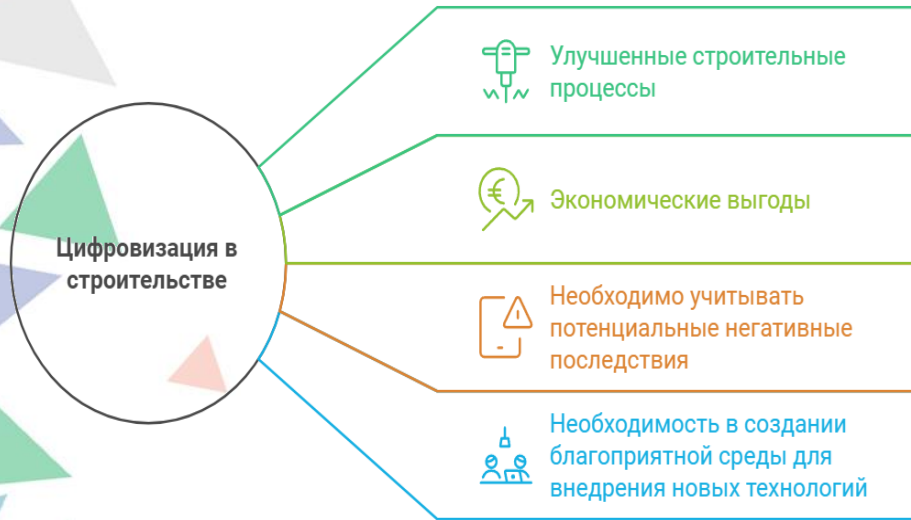 Улучшенные строительные
процессы
Экономические выгоды
Цифровизация в
строительстве
Необходимо учитывать
потенциальные негативные
последствия
Необходимость в создании
благоприятной среды для
внедрения новых технологий